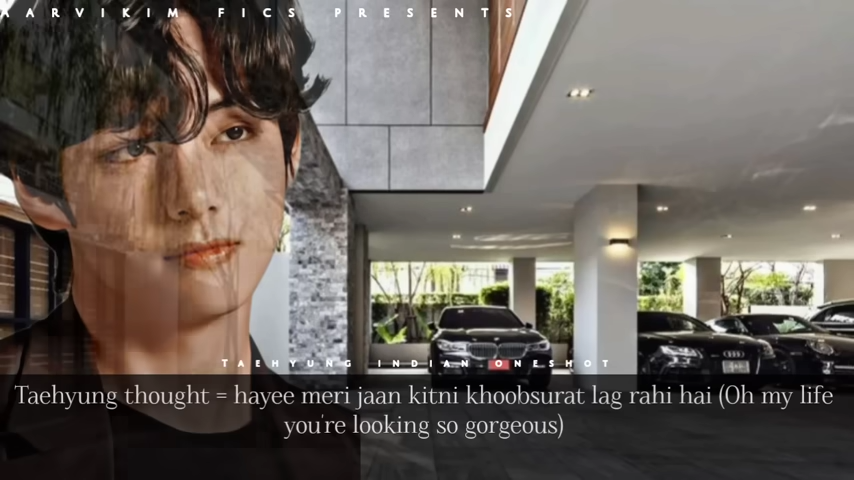 AARVIKIM FICS PRESENTS
TAEHYUNG INDIAN ONESHOT
Taehyung thought = hayee meri jaan kitni khoobsurat lag rahi hai (Oh my life
you're looking so gorgeous)